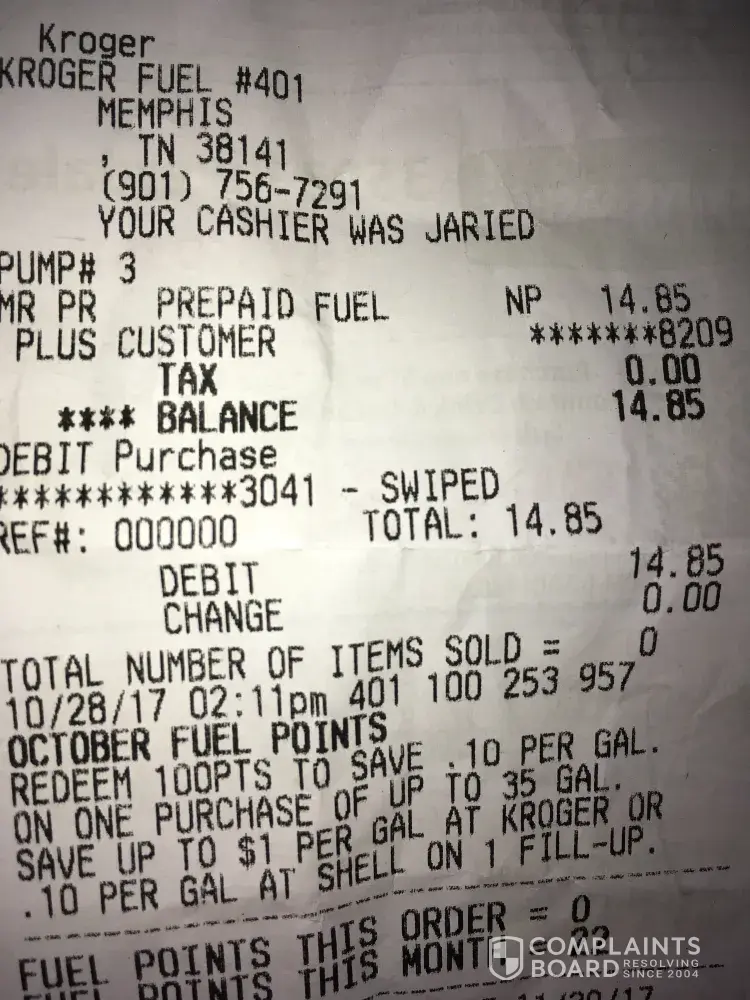 Kroger
KROGER FUEL #401
MEMPHIS
, TN 38141
(901) 756-7291
YOUR CASHIER WAS JARIED
PUMP# 3
MR PR PREPAID FUEL NP 14.85
PLUS CUSTOMER *******8209
TAX 0.00
**** BALANCE 14.85
DEBIT Purchase
************3041 - SWIPED
REF#: 000000 TOTAL: 14.85
DEBIT 14.85
CHANGE 0.00
TOTAL NUMBER OF ITEMS SOLD = 0
10/28/17 02:11pm 401 100 253 957
OCTOBER FUEL POINTS
REDEEM 100PTS TO SAVE .10 PER GAL.
ON ONE PURCHASE OF UP TO 35 GAL.
SAVE UP TO $1 PER GAL AT KROGER OR
.10 PER GAL AT SHELL ON 1 FILL-UP.
FUEL POINTS THIS ORDER = 0
FUEL POINTS THIS MONTH
COMPLAINTS
BOARD RESOLVING
SINCE 2004